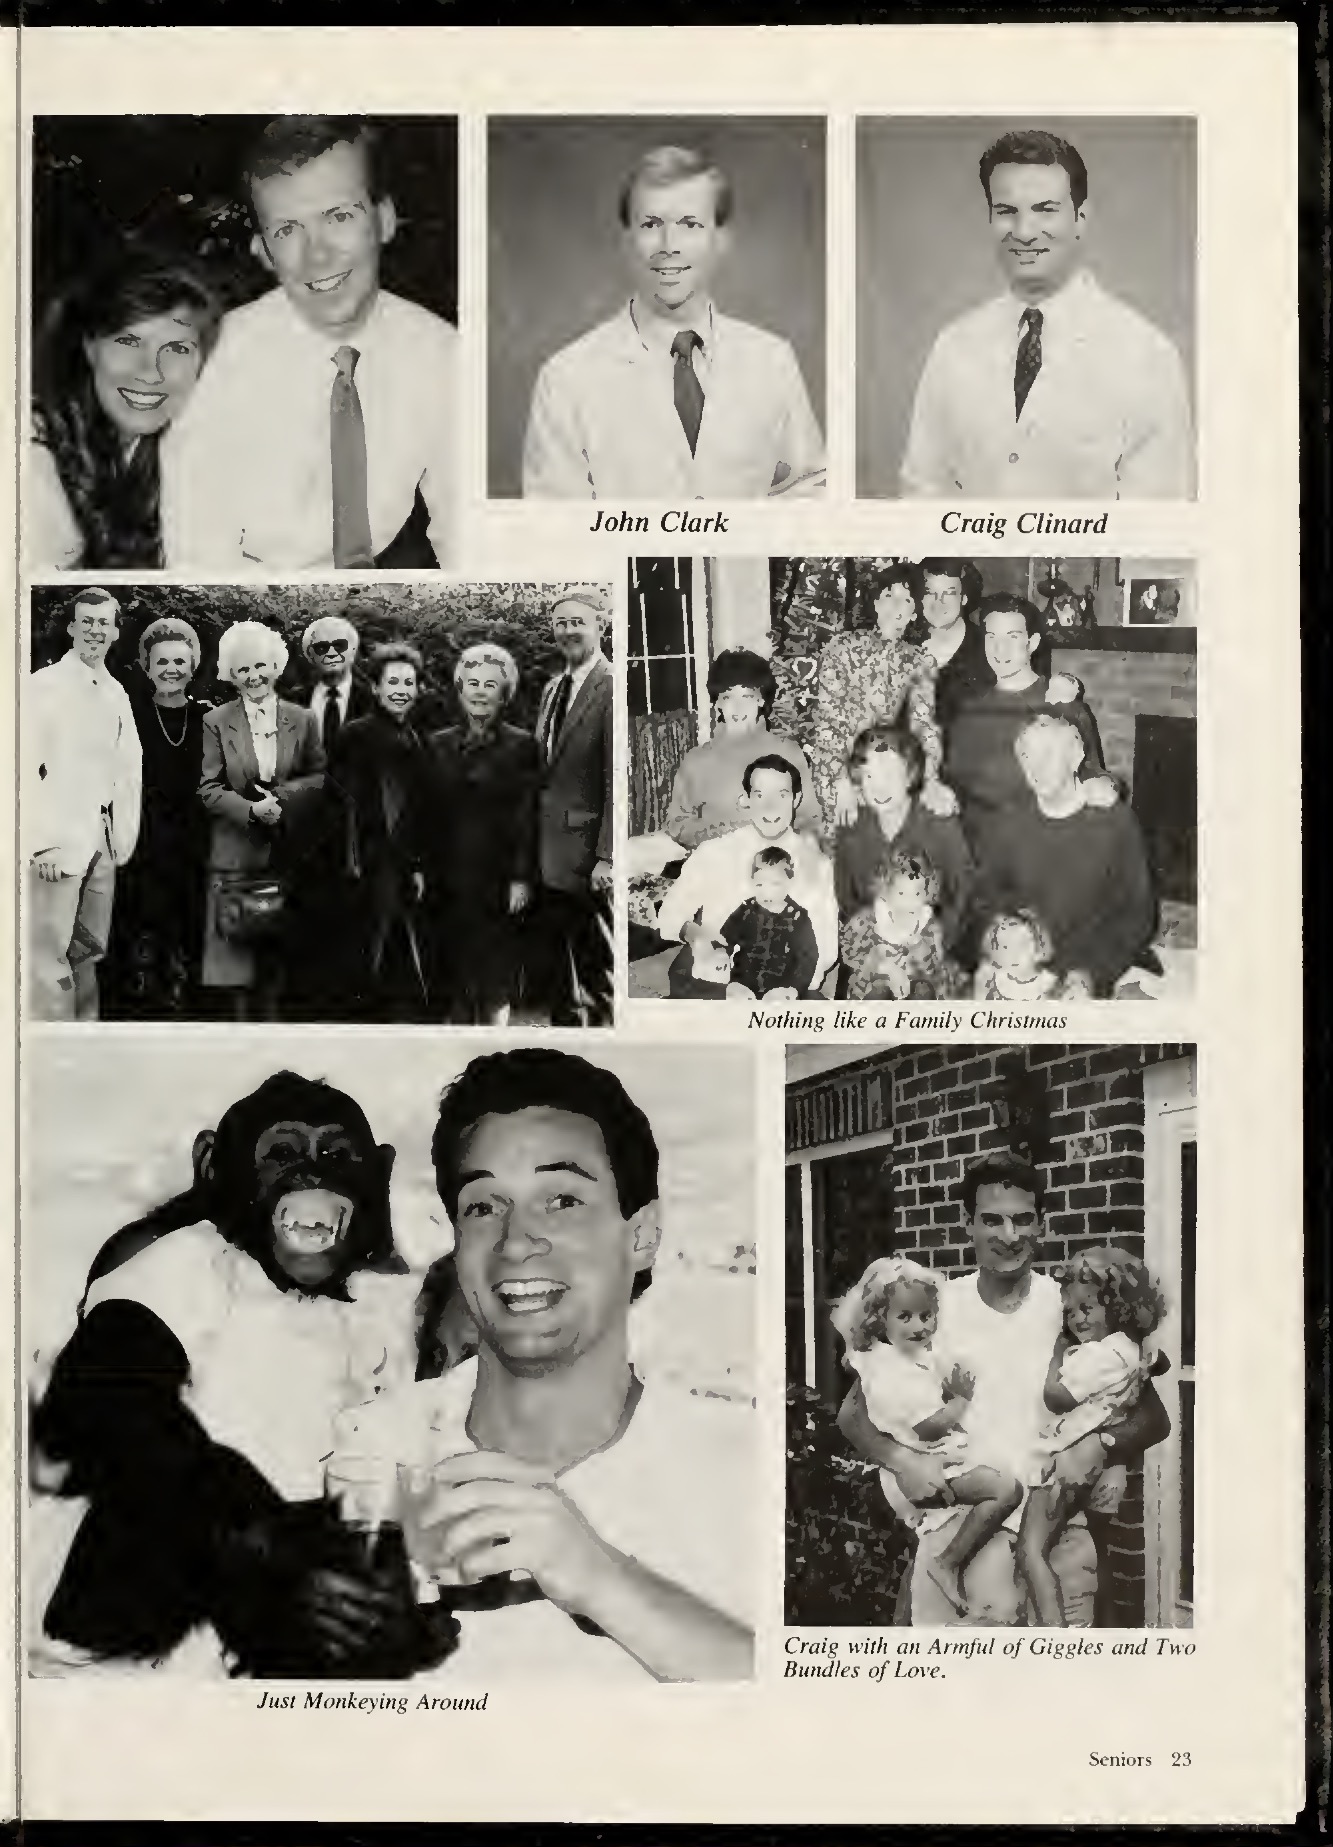 John Clark
Craig Clinard
Nothing like a Family Christmas
Craig with an Armful of Giggles and Two
Bundles of Love.
Just Monkeying Around
Seniors 23